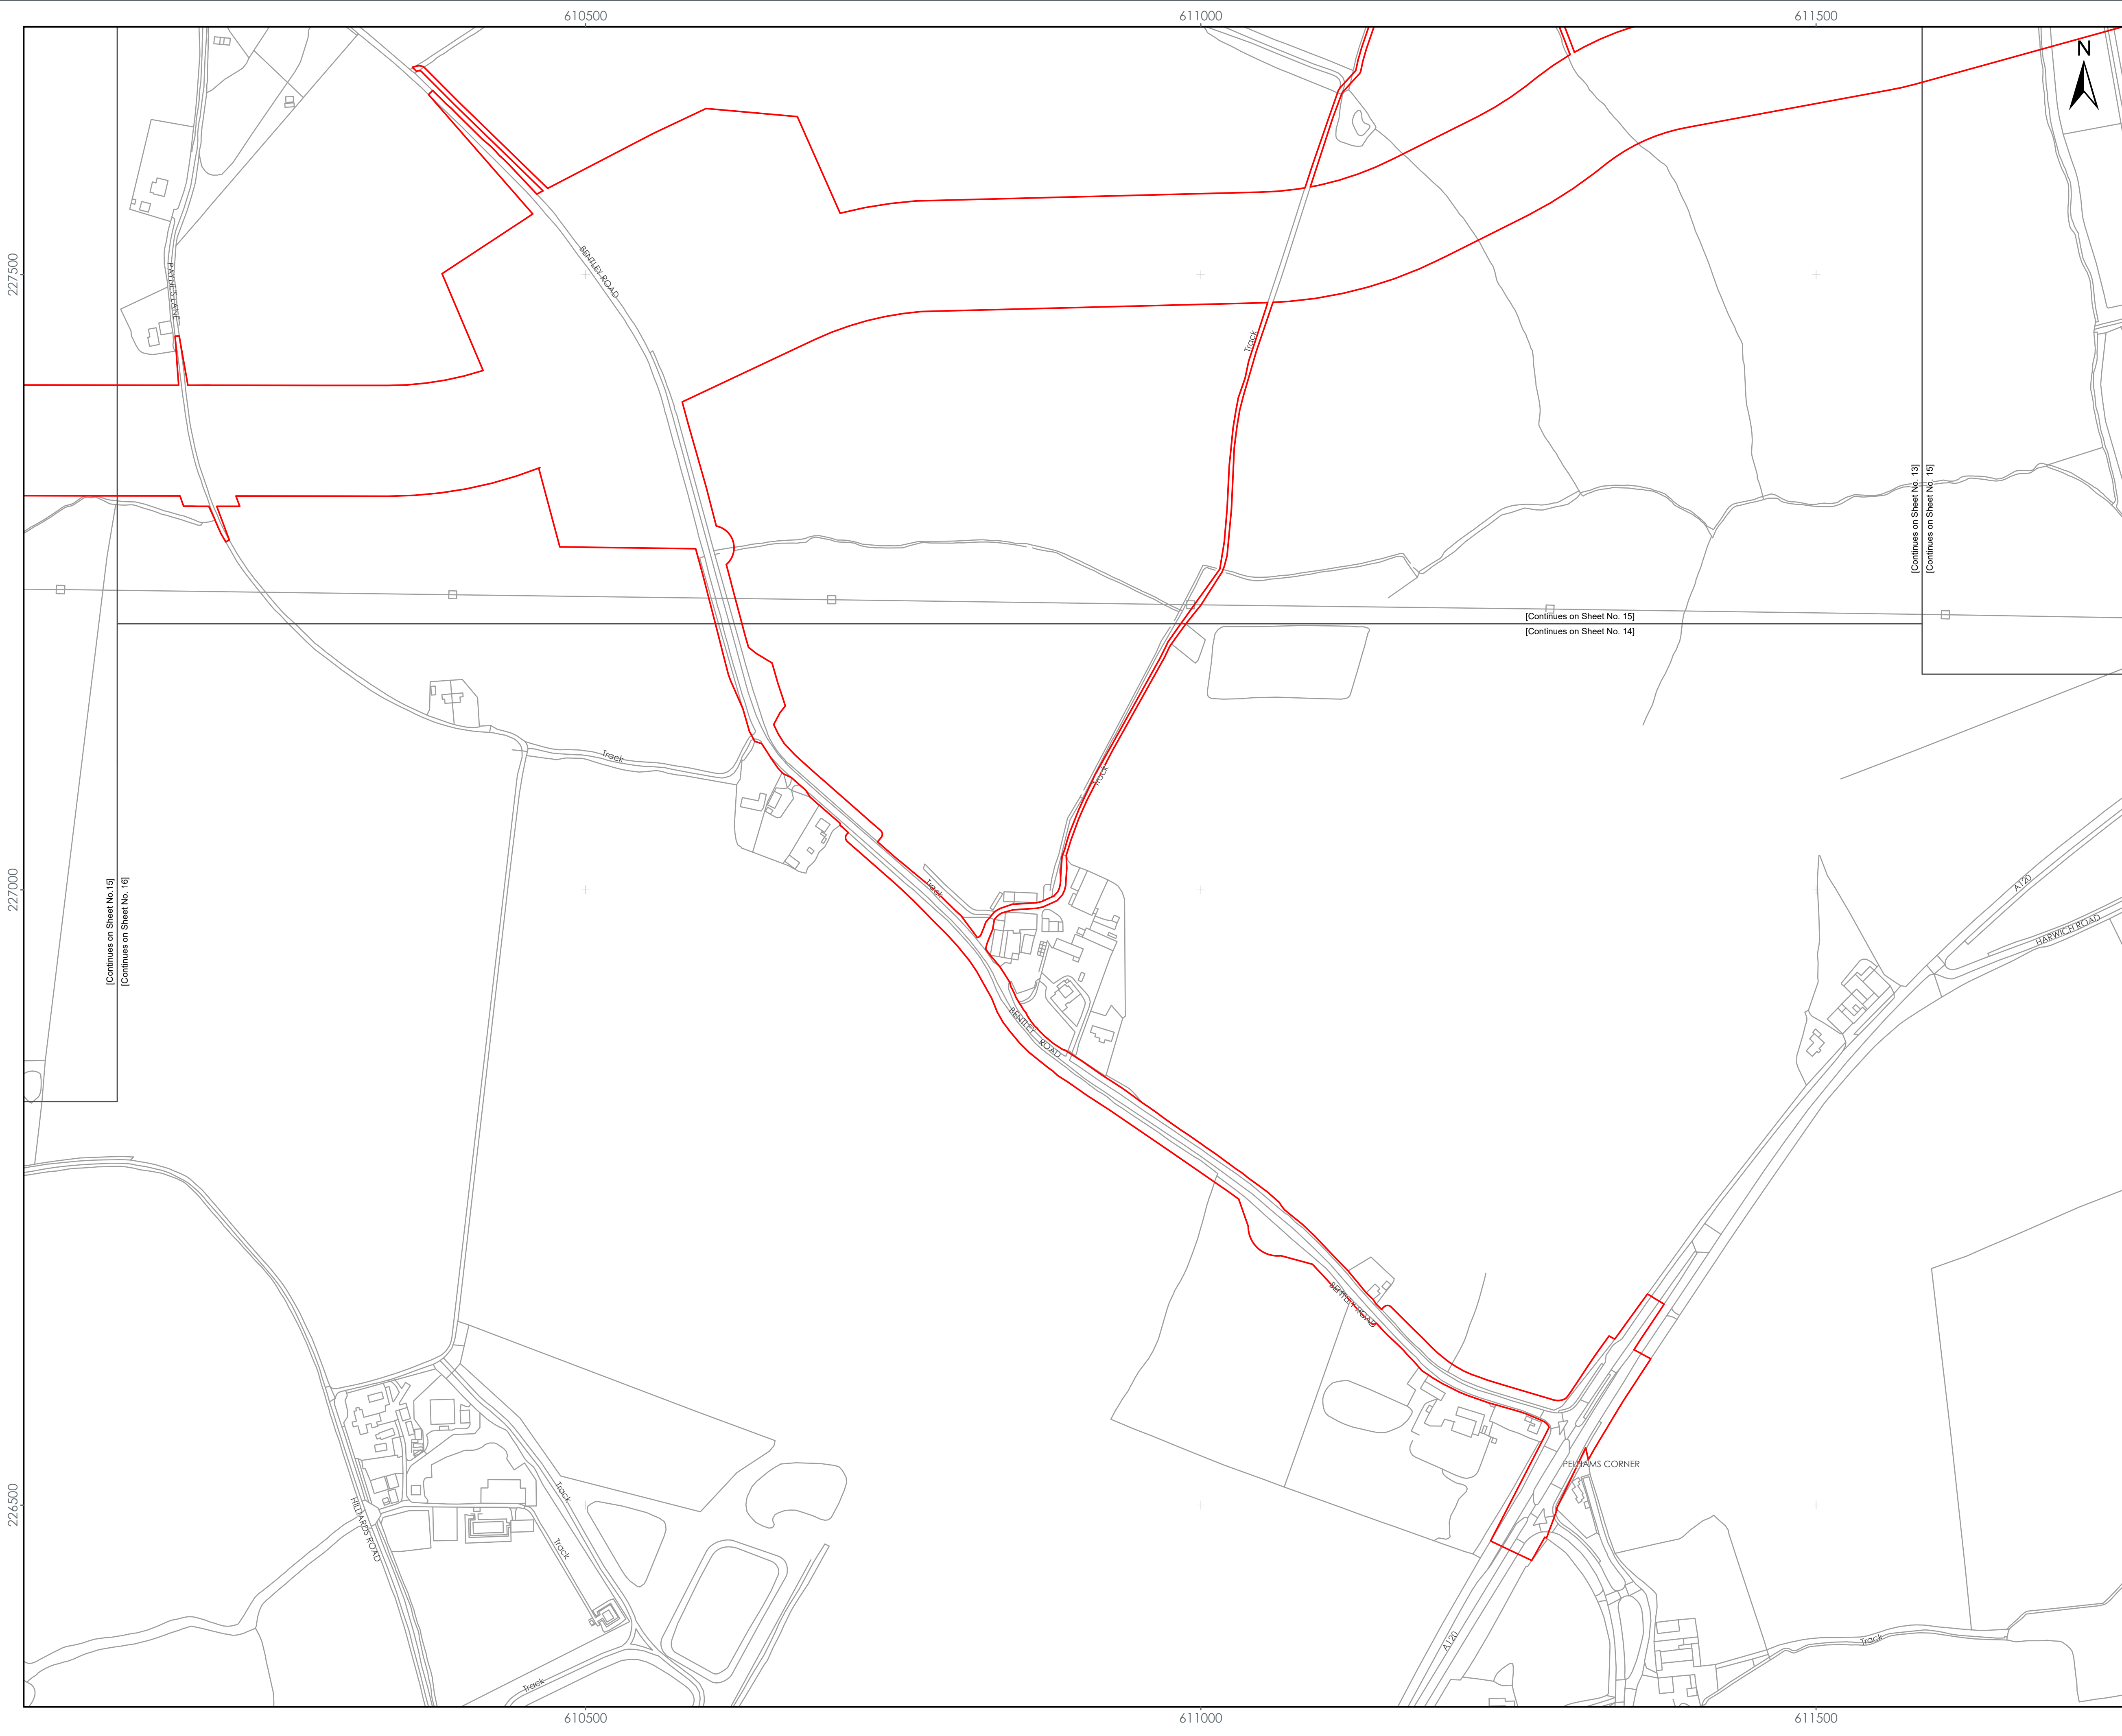 610500
611000
611500
N
227500
BENTLEY ROAD
PAYNE'S LANE
Track
[Continues on Sheet No. 13]
[Continues on Sheet No. 15]
[Continues on Sheet No. 15]
[Continues on Sheet No. 14]
Track
Track
227000
[Continues on Sheet No.15]
[Continues on Sheet No. 16]
Track
A120
HARWICH ROAD
BENTLEY
ROAD
BENTLEY ROAD
PELHAMS CORNER
226500
HILLIARDS ROAD
Track
Track
Track
A120
Track
610500
611000
611500